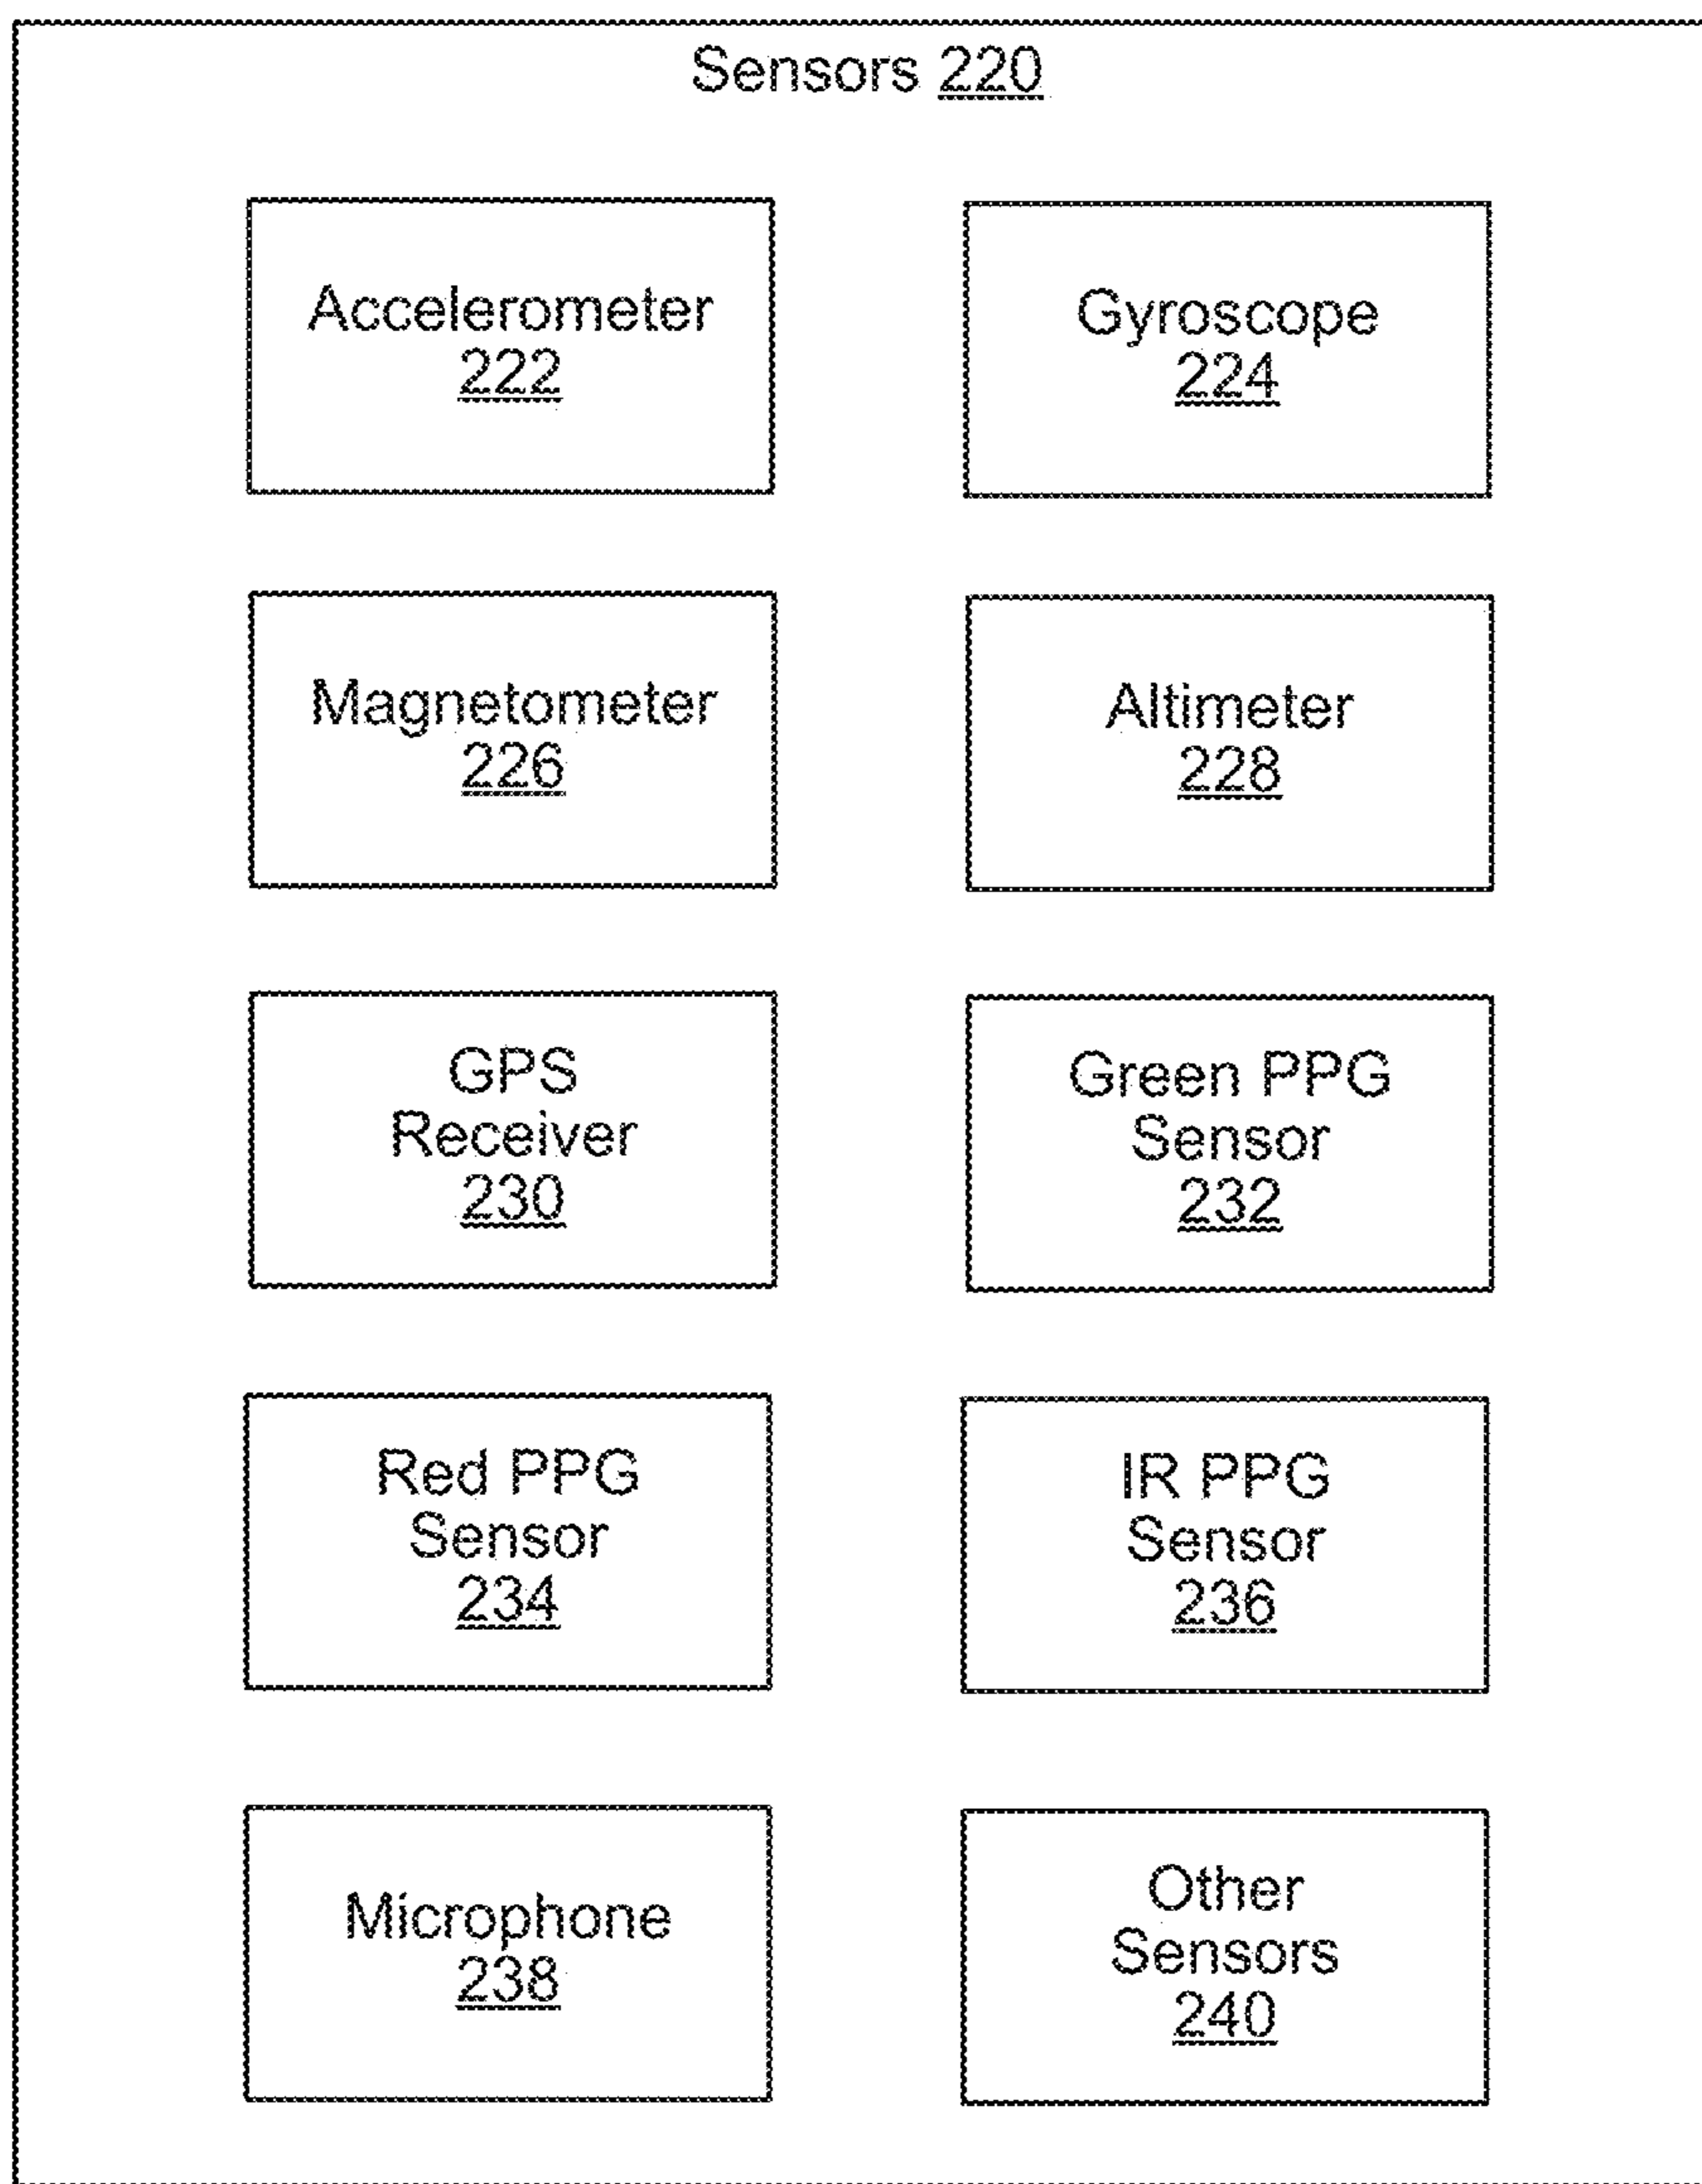 Sensors 220
Accelerometer
222
Gyroscope
224
Magnetometer
226
Altimeter
228
GPS
Receiver
230
Green PPG
Sensor
232
Red PPG
Sensor
234
IR PPG
Sensor
236
Microphone
238
Other
Sensors
240